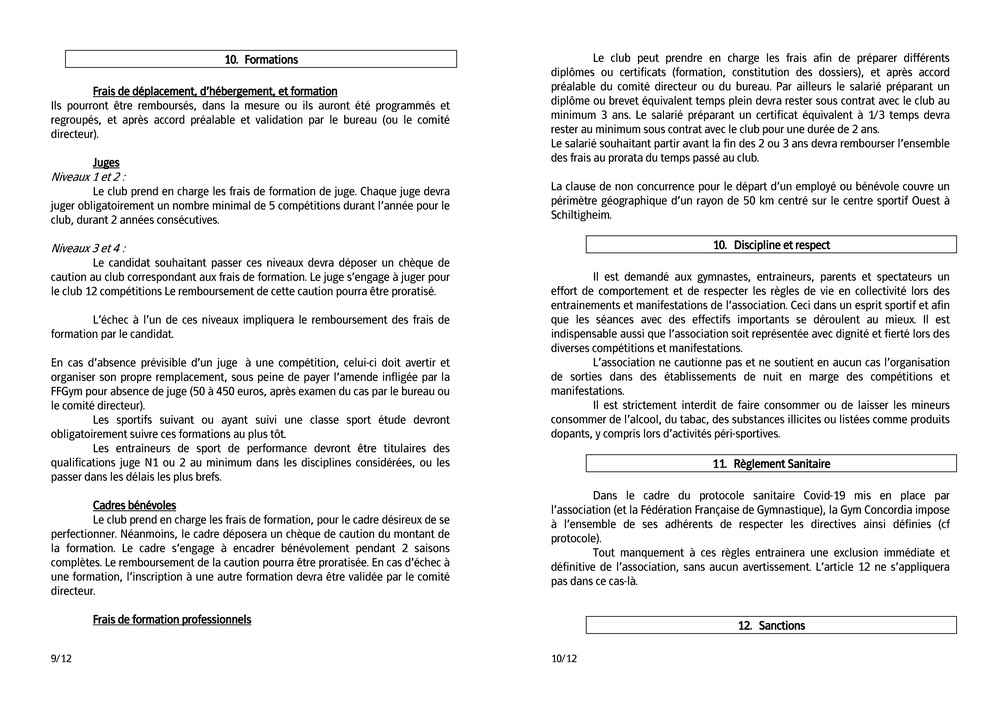 10. Formations
Frais de déplacement, d'hébergement, et formation
Ils pourront être remboursés, dans la mesure ou ils auront été programmés et
regroupés, et après accord préalable et validation par le bureau (ou le comité
directeur).
Juges
Niveaux 1 et 2 :
Le club prend en charge les frais de formation de juge. Chaque juge devra
juger obligatoirement un nombre minimal de 5 compétitions durant l'année pour le
club, durant 2 années consécutives.
Niveaux 3 et 4 :
Le candidat souhaitant passer ces niveaux devra déposer un chèque de
caution au club correspondant aux frais de formation. Le juge s'engage à juger pour
le club 12 compétitions Le remboursement de cette caution pourra être proratisé.
L'échec à l'un de ces niveaux impliquera le remboursement des frais de
formation par le candidat.
En cas d'absence prévisible d'un juge à une compétition, celui-ci doit avertir et
organiser son propre remplacement, sous peine de payer l'amende infligée par la
FFGym pour absence de juge (50 à 450 euros, après examen du cas par le bureau ou
le comité directeur).
Les sportifs suivant ou ayant suivi une classe sport étude devront
obligatoirement suivre ces formations au plus tôt.
Les entraineurs de sport de performance devront être titulaires des
qualifications juge N1 ou 2 au minimum dans les disciplines considérées, ou les
passer dans les délais les plus brefs.
Cadres bénévoles
Le club prend en charge les frais de formation, pour le cadre désireux de se
perfectionner. Néanmoins, le cadre déposera un chèque de caution du montant de
la formation. Le cadre s'engage à encadrer bénévolement pendant 2 saisons
complètes. Le remboursement de la caution pourra être proratisée. En cas d'échec à
une formation, l'inscription à une autre formation devra être validée par le comité
directeur.
Frais de formation professionnels
9/12
Le club peut prendre en charge les frais afin de préparer différents
diplômes ou certificats (formation, constitution des dossiers), et après accord
préalable du comité directeur ou du bureau. Par ailleurs le salarié préparant un
diplôme ou brevet équivalent temps plein devra rester sous contrat avec le club au
minimum 3 ans. Le salarié préparant un certificat équivalent à 1/3 temps devra
rester au minimum sous contrat avec le club pour une durée de 2 ans.
Le salarié souhaitant partir avant la fin des 2 ou 3 ans devra rembourser l'ensemble
des frais au prorata du temps passé au club.
La clause de non concurrence pour le départ d'un employé ou bénévole couvre un
périmètre géographique d'un rayon de 50 km centré sur le centre sportif Ouest à
Schiltigheim.
10. Discipline et respect
Il est demandé aux gymnastes, entraineurs, parents et spectateurs un
effort de comportement et de respecter les règles de vie en collectivité lors des
entrainements et manifestations de l'association. Ceci dans un esprit sportif et afin
que les séances avec des effectifs importants se déroulent au mieux. Il est
indispensable aussi que l'association soit représentée avec dignité et fierté lors des
diverses compétitions et manifestations.
L'association ne cautionne pas et ne soutient en aucun cas l'organisation
de sorties dans des établissements de nuit en marge des compétitions et
manifestations.
Il est strictement interdit de faire consommer ou de laisser les mineurs
consommer de l'alcool, du tabac, des substances illicites ou listées comme produits
dopants, y compris lors d'activités péri-sportives.
11. Règlement Sanitaire
Dans le cadre du protocole sanitaire Covid-19 mis en place par
l'association (et la Fédération Française de Gymnastique), la Gym Concordia impose
à l'ensemble de ses adhérents de respecter les directives ainsi définies (cf
protocole).
Tout manquement à ces règles entrainera une exclusion immédiate et
définitive de l'association, sans aucun avertissement. L'article 12 ne s'appliquera
pas dans ce cas-là.
12. Sanctions
10/12